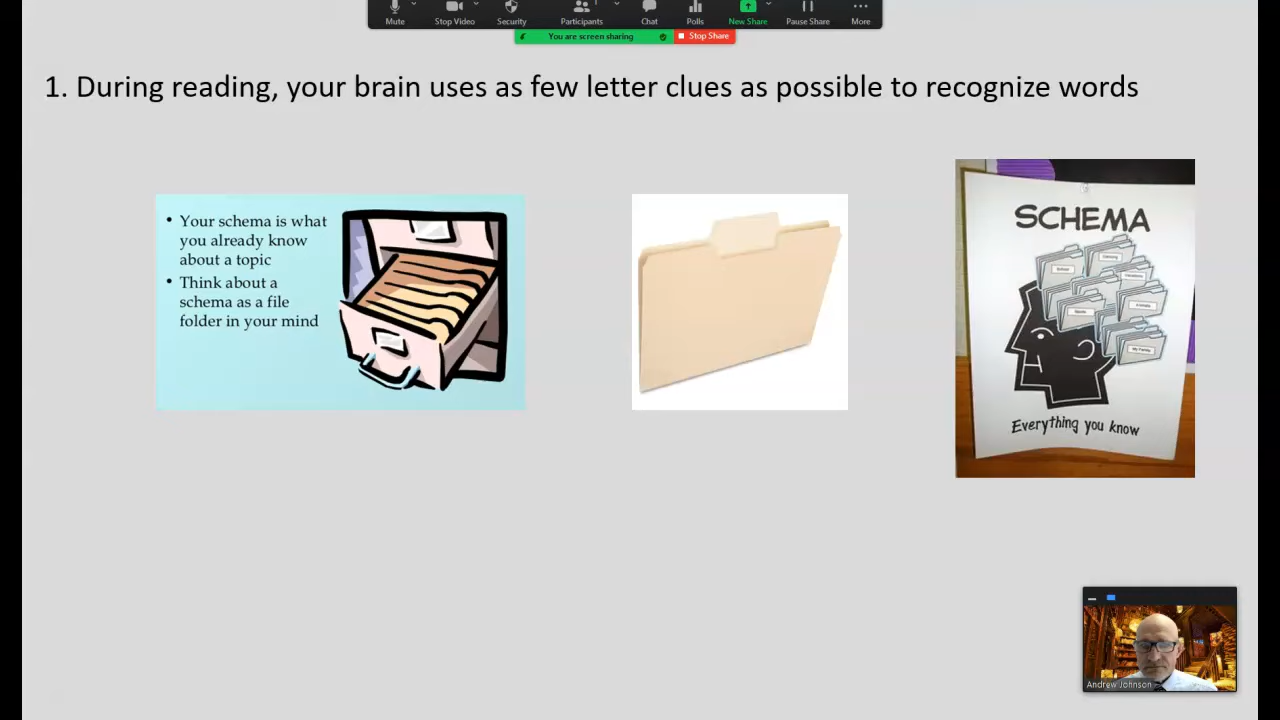 Mute
Stop Video
Security
Participants
Chat
Polls
New Share
Pause Share
More
You are screen sharing
Stop Share
1. During reading, your brain uses as few letter clues as possible to recognize words
• Your schema is what
you already know
about a topic
• Think about a
schema as a file
folder in your mind
SCHEMA
Everything you know
Andrew Johnson